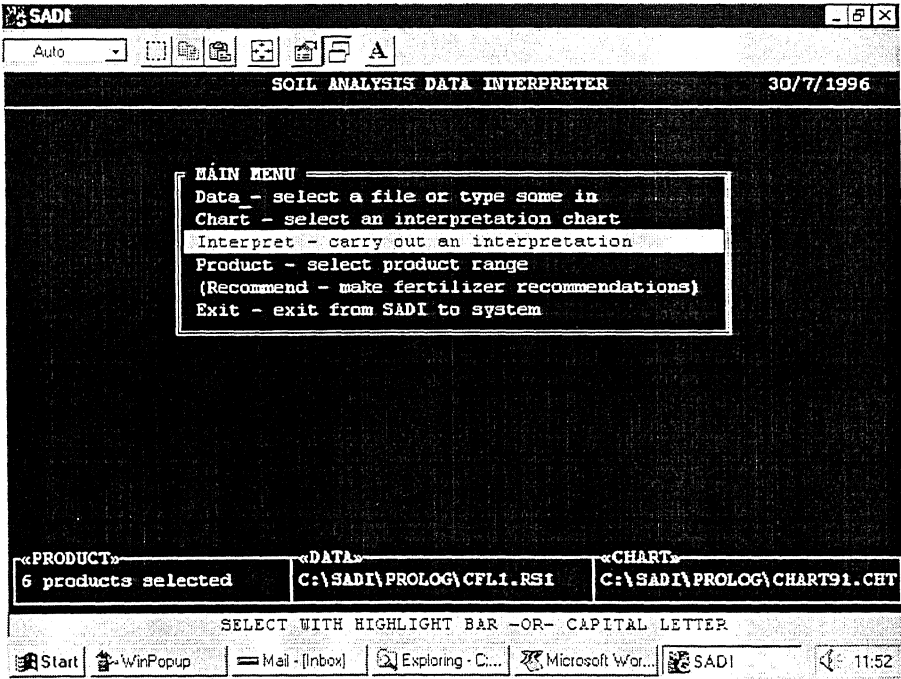 SADI
Auto
A
SOIL ANALYSIS DATA INTERPRETER 30/7/1996
MAIN MENU
Data_- select a file or type some in
Chart - select an interpretation chart
Interpret - carry out an interpretation
Product - select product range
(Recommend - make fertilizer recommendations)
Exit - exit from SADI to system
«PRODUCT» «DATA» «CHART»
6 products selected C:\SADI\PROLOG\CFL1.RS1 C:\SADI\PROLOG\CHART91.CHT
SELECT WITH HIGHLIGHT BAR -OR- CAPITAL LETTER
Start WinPopup Mail - [Inbox] Exploring - C:... Microsoft Wor... SADI 11:52